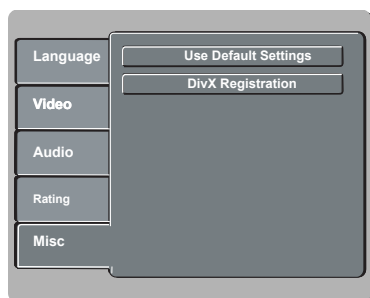 Language
Video
Audio
Rating
Misc
Use Default Settings
DivX Registration